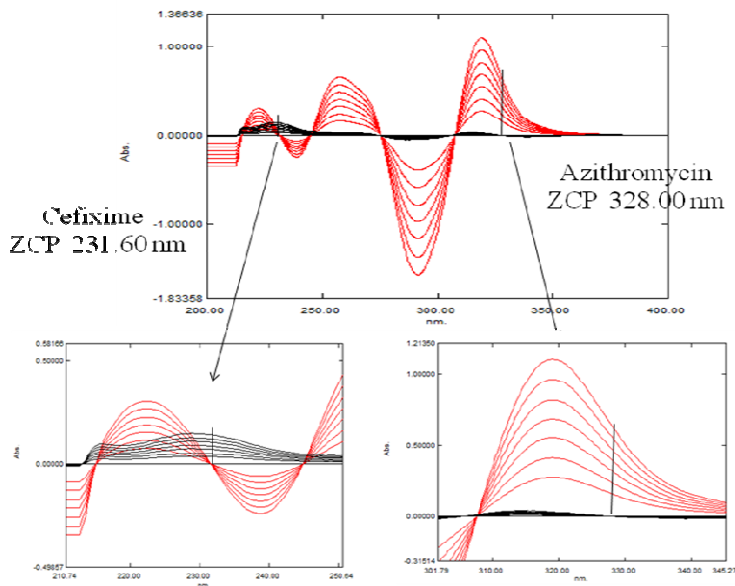 1.36636
1.00000
0.00000
-1.00000
-1.83358
Abs.
200.00 250.00 300.00 350.00 400.00
nm.
Cefixime
ZCP 231.60 nm
Azithromycin
ZCP 328.00 nm
0.58166
0.50000
0.00000
-0.49857
Abs.
210.74 220.00 230.00 240.00 250.64
nm.
1.21350
1.00000
0.50000
0.00000
-0.31514
Abs.
301.79 310.00 320.00 330.00 340.00 345.27
nm.